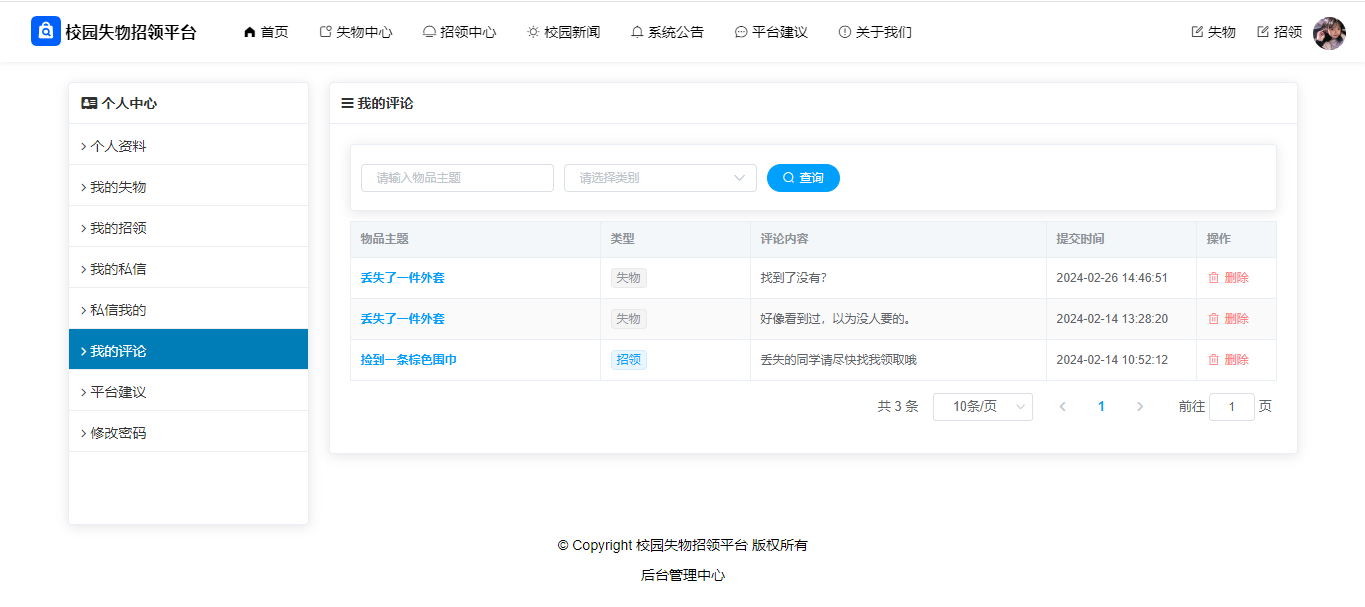 校园失物招领平台 首页 失物中心 招领中心 校园新闻 系统公告 平台建议 关于我们 失物 招领
个人中心
个人资料
我的失物
我的招领
我的私信
私信我的
我的评论
平台建议
修改密码
我的评论
请输入物品主题 请选择类别 查询
物品主题 类型 评论内容 提交时间 操作
丢失了一件外套 失物 找到了没有? 2024-02-26 14:46:51 删除
丢失了一件外套 失物 好像看到过，以为没人要的。 2024-02-14 13:28:20 删除
捡到一条棕色围巾 招领 丢失的同学请尽快找我领取哦 2024-02-14 10:52:12 删除
共 3 条 10条/页 1 前往 1 页
© Copyright 校园失物招领平台 版权所有
后台管理中心